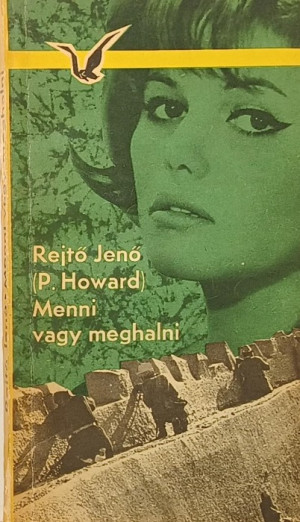 Rejtő Jenő
(P. Howard)
Menni
vagy meghalni